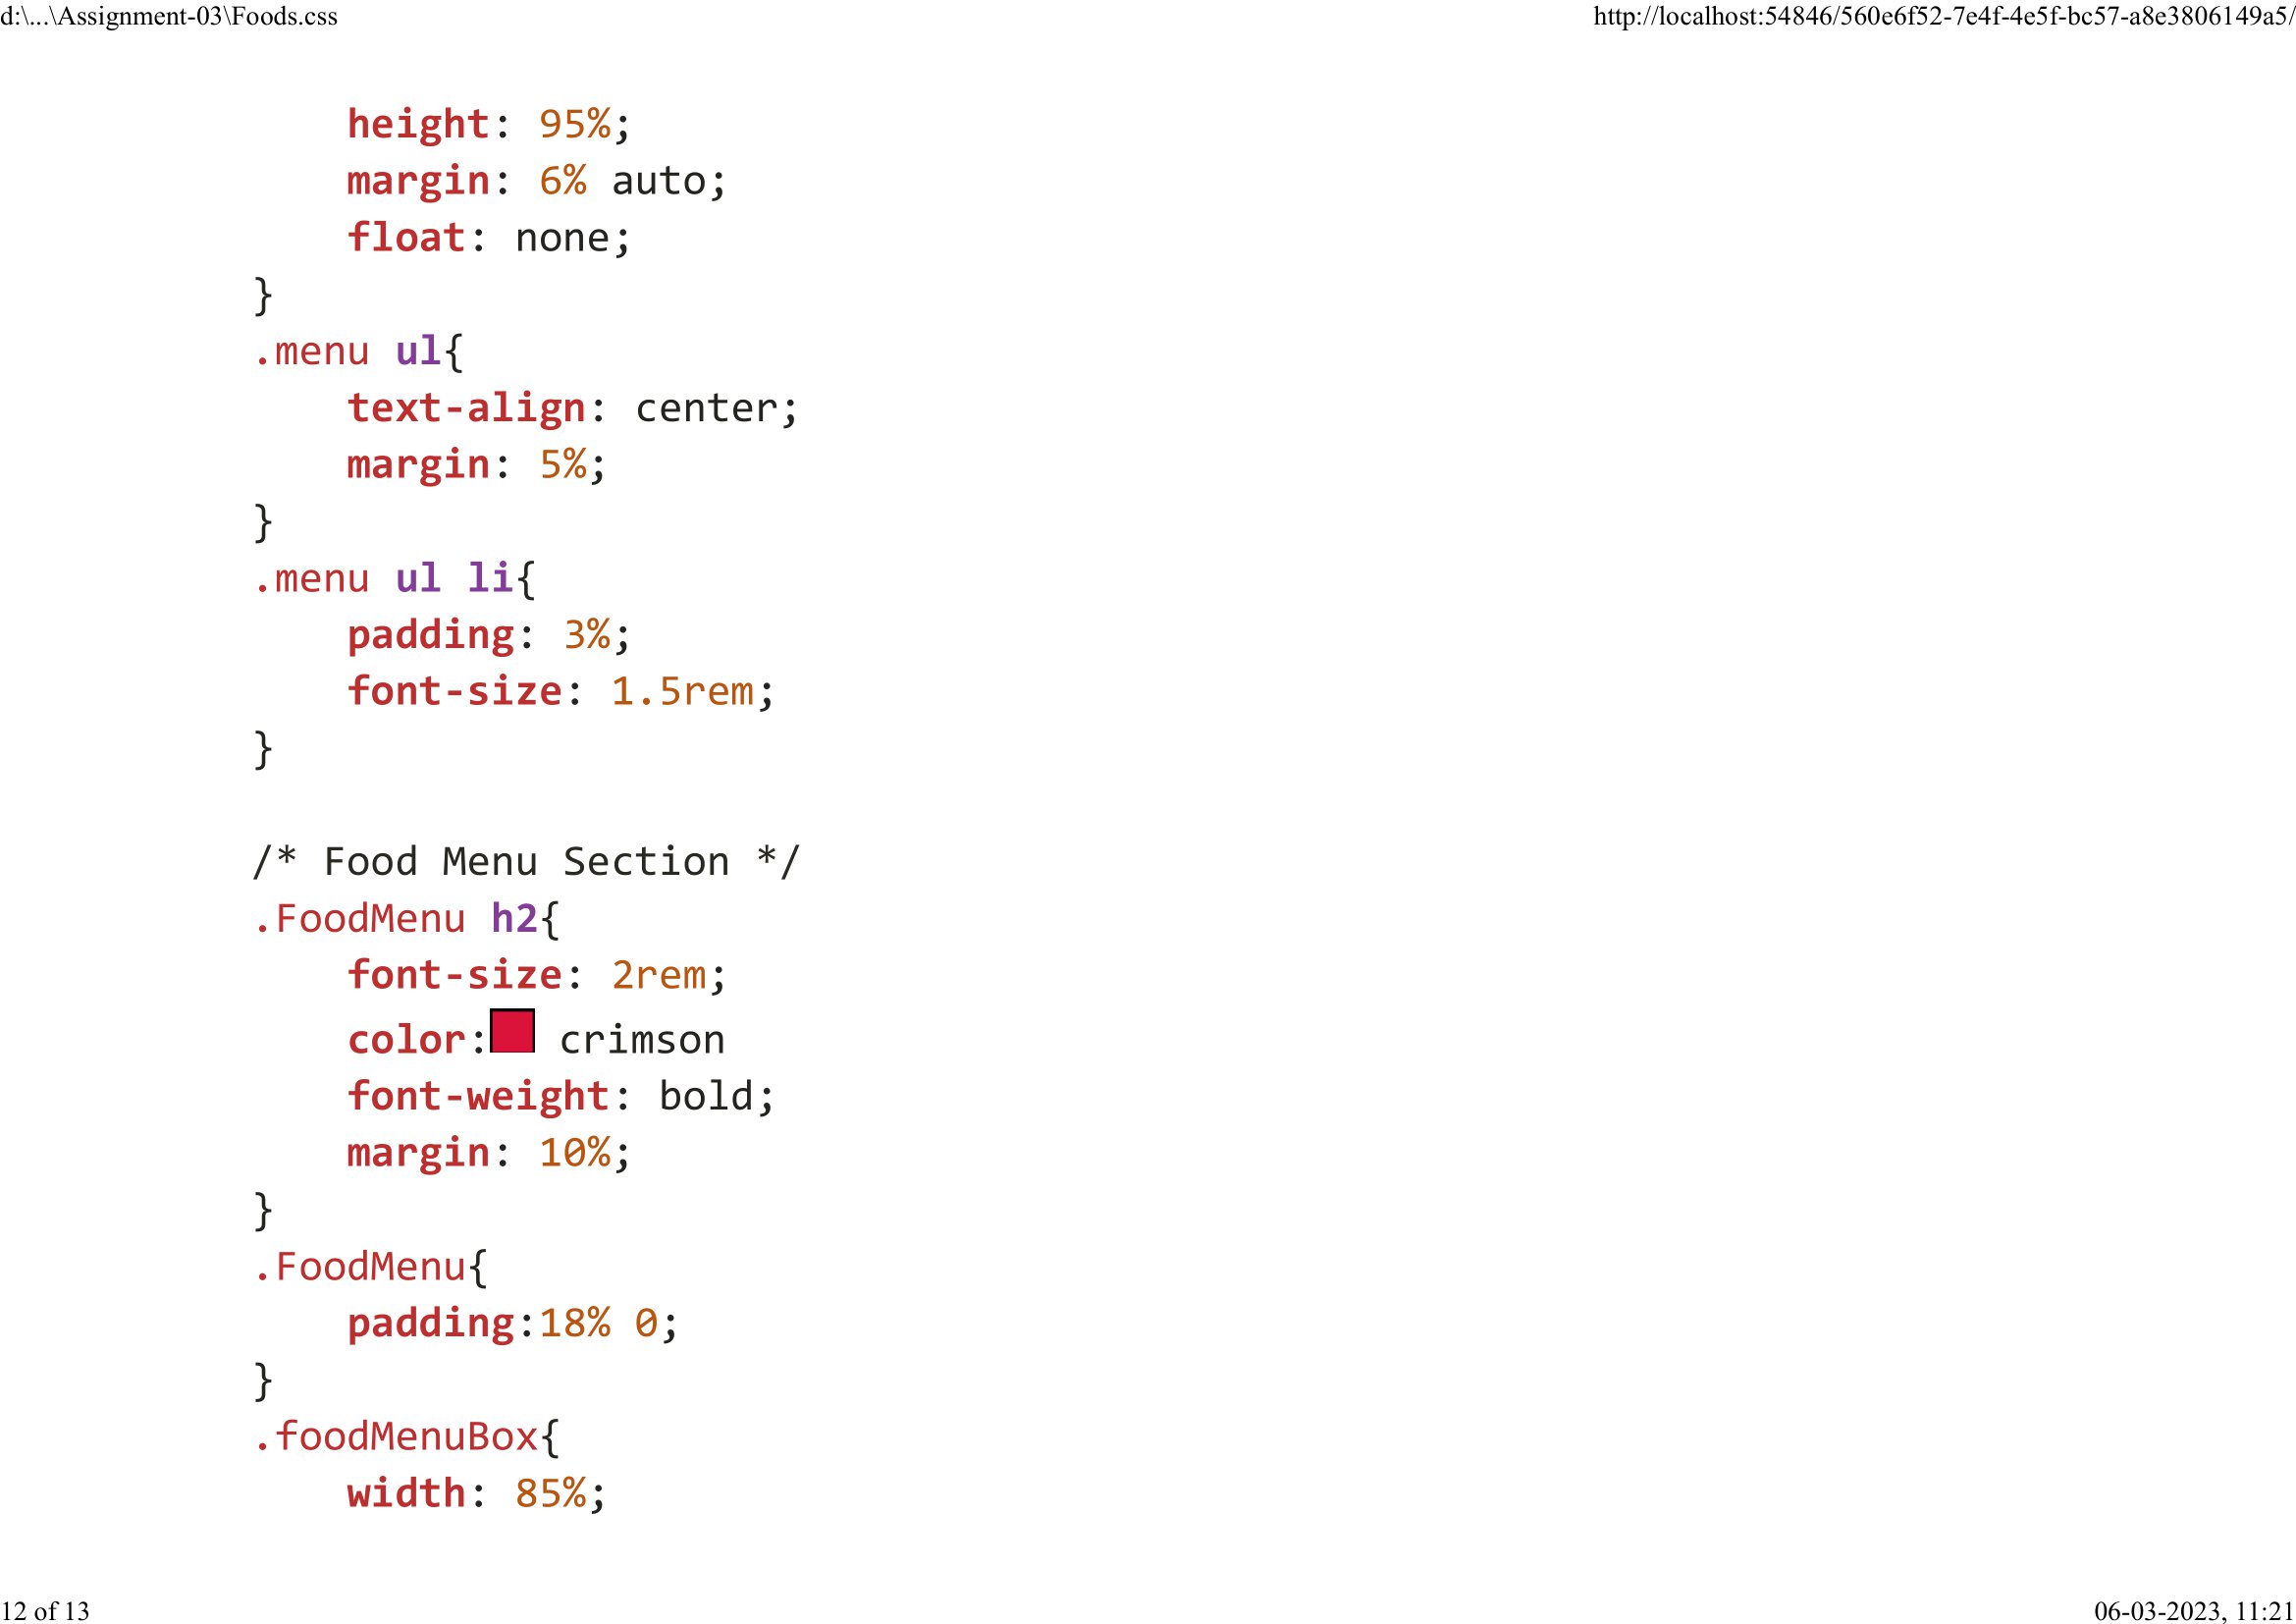 d:\...\Assignment-03\Foods.css
http://localhost:54846/560e6f52-7e4f-4e5f-bc57-a8e3806149a5/
height: 95%;
margin: 6% auto;
float: none;
}
.menu ul{
text-align: center;
margin: 5%;
}
.menu ul li{
padding: 3%;
font-size: 1.5rem;
}
/* Food Menu Section */
.FoodMenu h2{
font-size: 2rem;
color: crimson
font-weight: bold;
margin: 10%;
}
.FoodMenu{
padding:18% 0;
}
.foodMenuBox{
width: 85%;
12 of 13
06-03-2023, 11:21